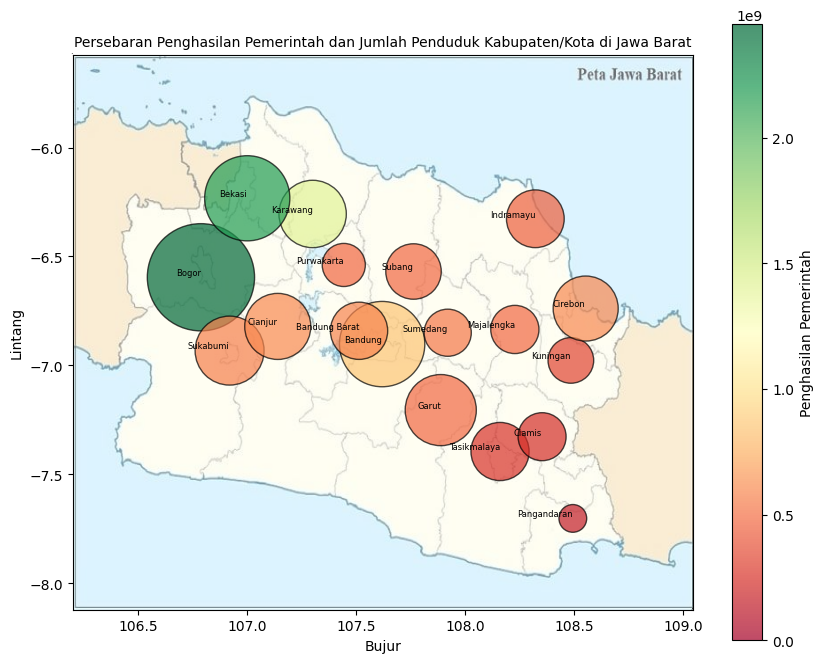 1e9
Persebaran Penghasilan Pemerintah dan Jumlah Penduduk Kabupaten/Kota di Jawa Barat
Peta Jawa Barat
Bekasi
Karawang
Indramayu
Purwakarta
Subang
Bogor
Cirebon
Cianjur
Bandung Barat
Sumedang
Majalengka
Bandung
Sukabumi
Kuningan
Garut
Ciamis
Tasikmalaya
Pangandaran
−6.0
−6.5
−7.0
−7.5
−8.0
Lintang
106.5 107.0 107.5 108.0 108.5 109.0
Bujur
2.0
1.5
1.0
0.5
0.0
Penghasilan Pemerintah